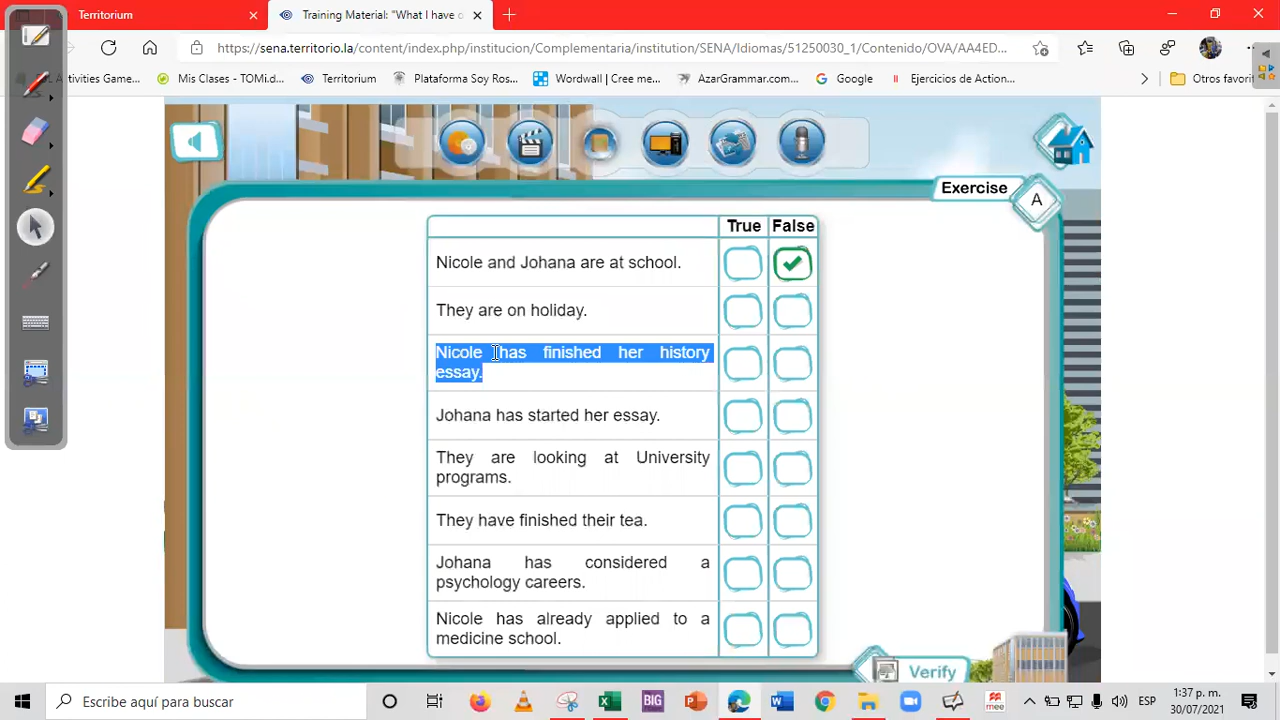 Territorium
Training Material: "What I have c
https://sena.territorio.la/content/index.php/institucion/Complementaria/institution/SENA/Idiomas/51250030_1/Contenido/OVA/AA4ED...
Activities Game...
Mis Clases - TOMi.d...
Territorium
Plataforma Soy Ros...
Wordwall | Cree me...
AzarGrammar.com...
Google
Ejercicios de Action...
Otros favori
Exercise
A
True False
Nicole and Johana are at school.
They are on holiday.
Nicole has finished her history
essay.
Johana has started her essay.
They are looking at University
programs.
They have finished their tea.
Johana has considered a
psychology careers.
Nicole has already applied to a
medicine school.
Verify
Escribe aquí para buscar
BIG
mee
ESP
1:37 p. m.
30/07/2021